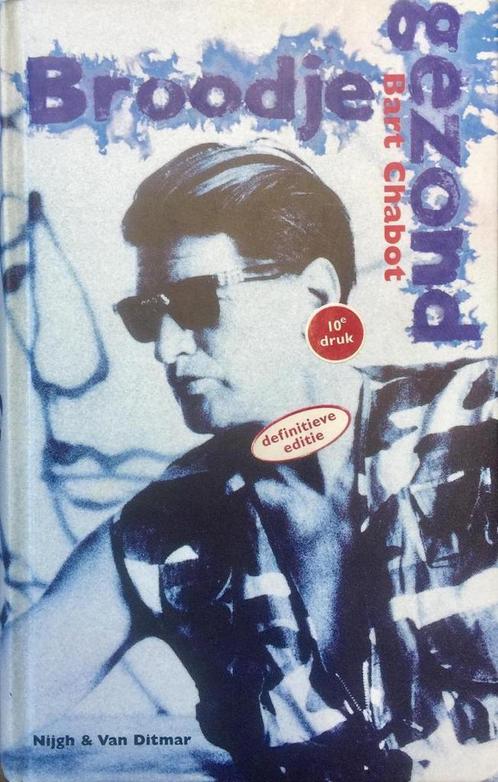 Broodje
gezond
Bart Chabot
10e
druk
definitieve
editie
Nijgh & Van Ditmar